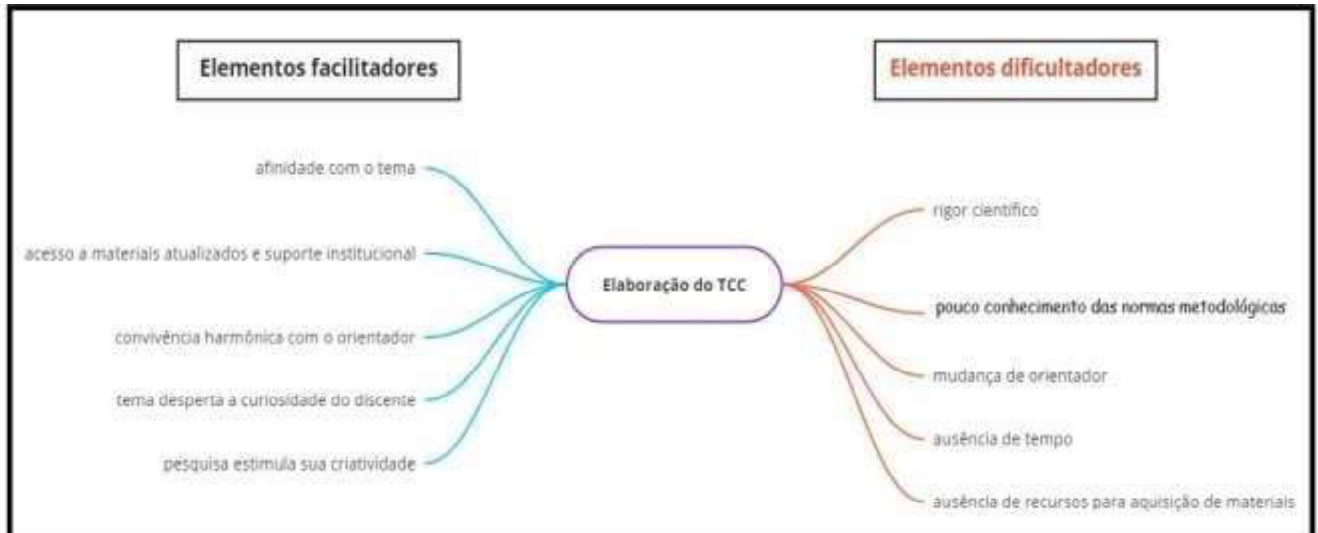 Elementos facilitadores
Elementos dificultadores
afinidade com o tema
acesso a materiais atualizados e suporte institucional
convivência harmônica com o orientador
tema desperta a curiosidade do discente
pesquisa estimula sua criatividade
Elaboração do TCC
rigor científico
pouco conhecimento das normas metodológicas
mudança de orientador
ausência de tempo
ausência de recursos para aquisição de materiais